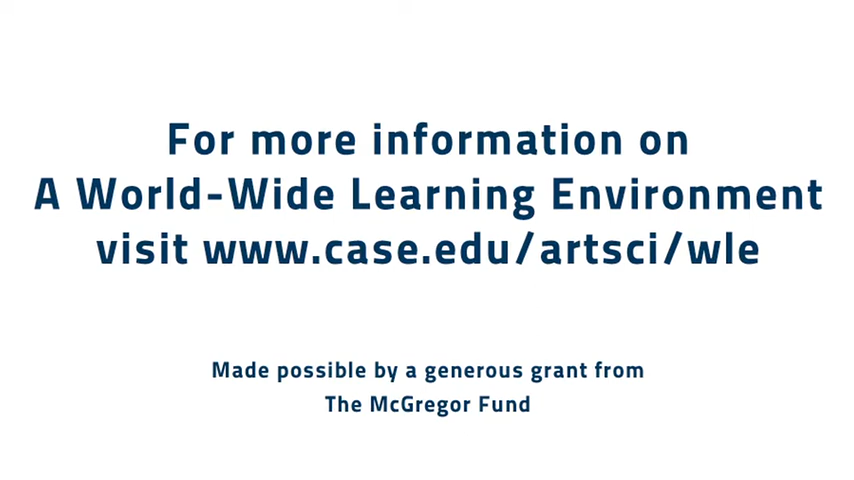 For more information on
A World-Wide Learning Environment
visit www.case.edu/artsci/wle
Made possible by a generous grant from
The McGregor Fund